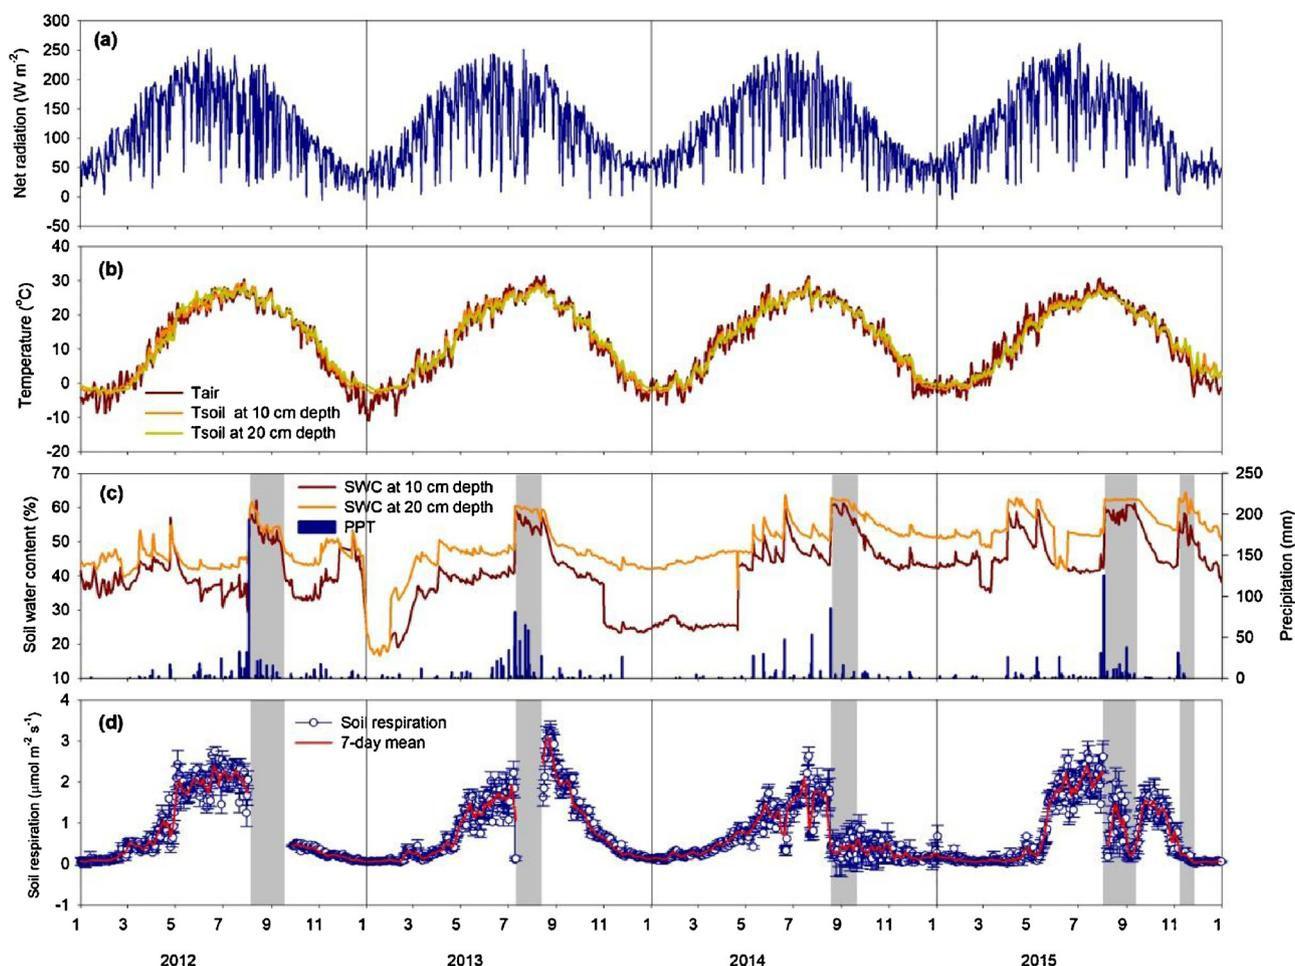 (a)
Net radiation (W m-2)
300
250
200
150
100
50
0
-50
(b)
Temperature (oC)
40
30
20
10
0
-10
-20
Tair
Tsoil at 10 cm depth
Tsoil at 20 cm depth
(c)
Soil water content (%)
70
60
50
40
30
20
10
SWC at 10 cm depth
SWC at 20 cm depth
PPT
250
200
150
100
50
0
Precipitation (mm)
(d)
Soil respiration (μmol m-2 s-1)
4
3
2
1
0
-1
Soil respiration
7-day mean
1 3 5 7 9 11 1 3 5 7 9 11 1 3 5 7 9 11 1 3 5 7 9 11 1
2012 2013 2014 2015